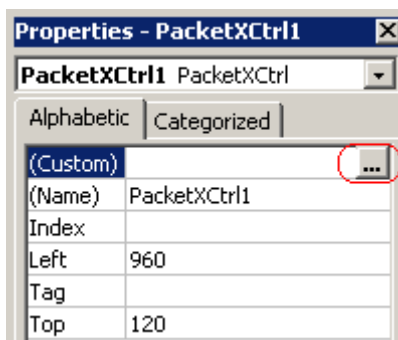 Properties - PacketXCtrl1
PacketXCtrl1 PacketXCtrl
Alphabetic Categorized
(Custom) ...
(Name) PacketXCtrl1
Index
Left 960
Tag
Top 120